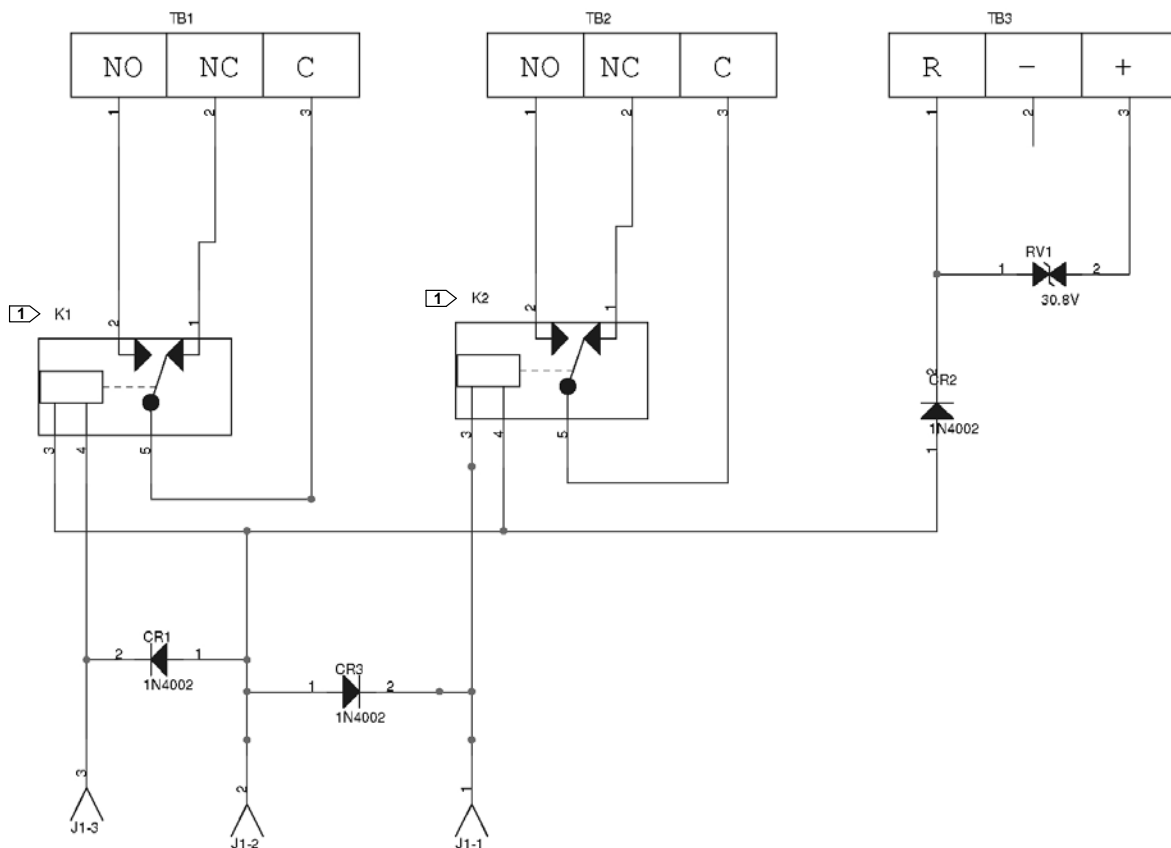 TB1 TB2 TB3
NO NC C NO NC C R - +
1 2 3 1 2 3 1 2 3
RV1
1 2
30.8V
1 K1 2 1
1 K2 2 1
2
CR2
1N4002
1
3 4 5 3 4 5
CR1
2 1
1N4002
CR3
1 2
1N4002
3 2 1
J1-3 J1-2 J1-1